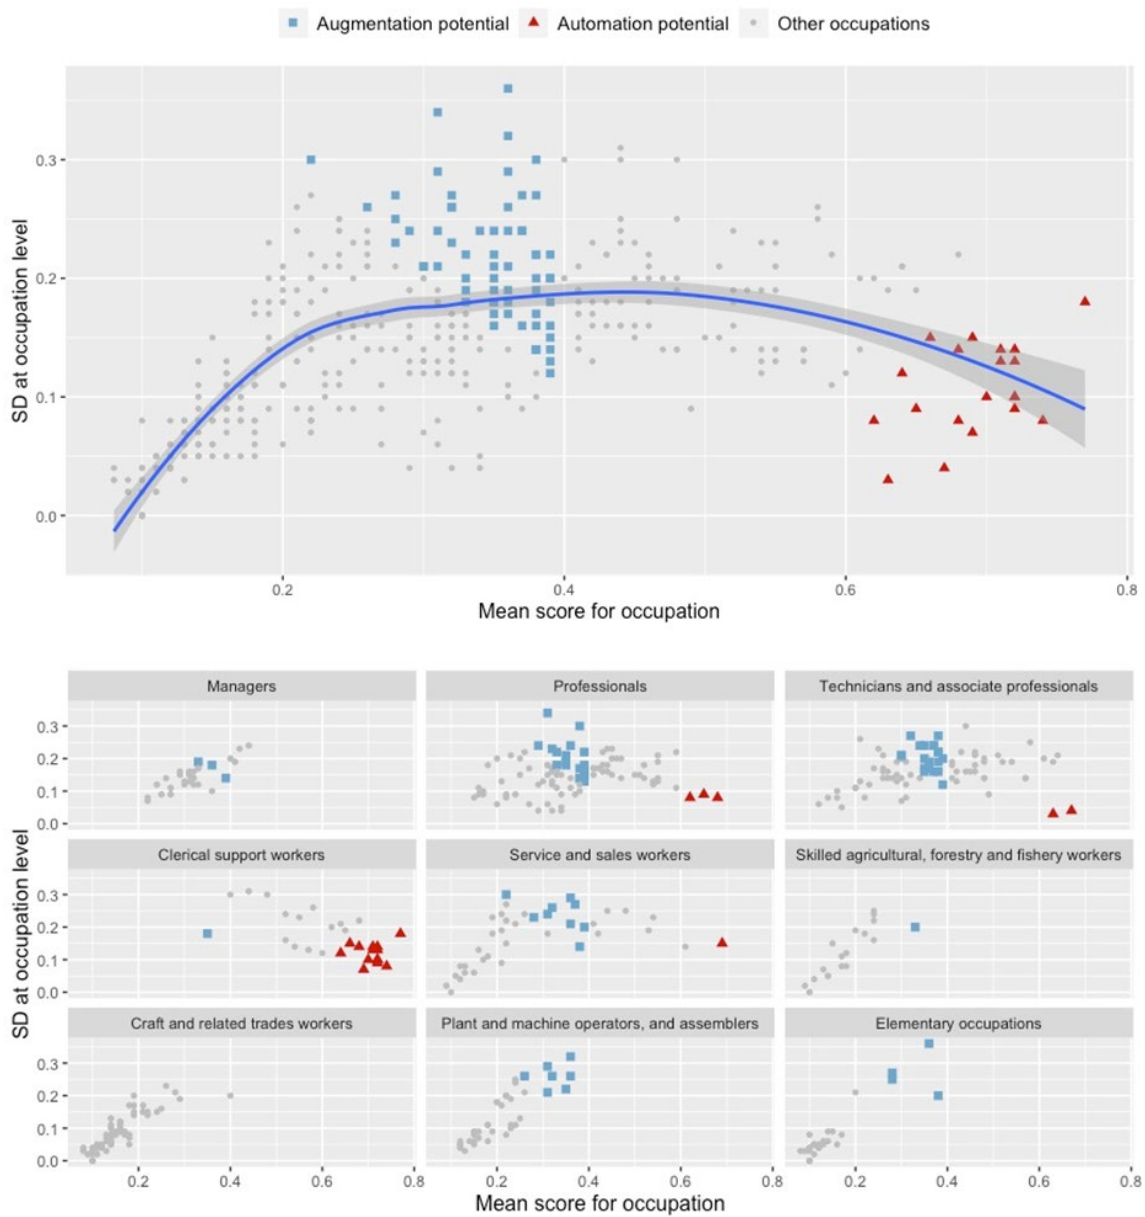 Augmentation potential Automation potential Other occupations
0.3
0.2
0.1
0.0
SD at occupation level
0.2 0.4 0.6 0.8
Mean score for occupation
Managers Professionals Technicians and associate professionals
0.3
0.2
0.1
0.0
Clerical support workers Service and sales workers Skilled agricultural, forestry and fishery workers
0.3
0.2
0.1
0.0
SD at occupation level
Craft and related trades workers Plant and machine operators, and assemblers Elementary occupations
0.3
0.2
0.1
0.0
0.2 0.4 0.6 0.8 0.2 0.4 0.6 0.8 0.2 0.4 0.6 0.8
Mean score for occupation